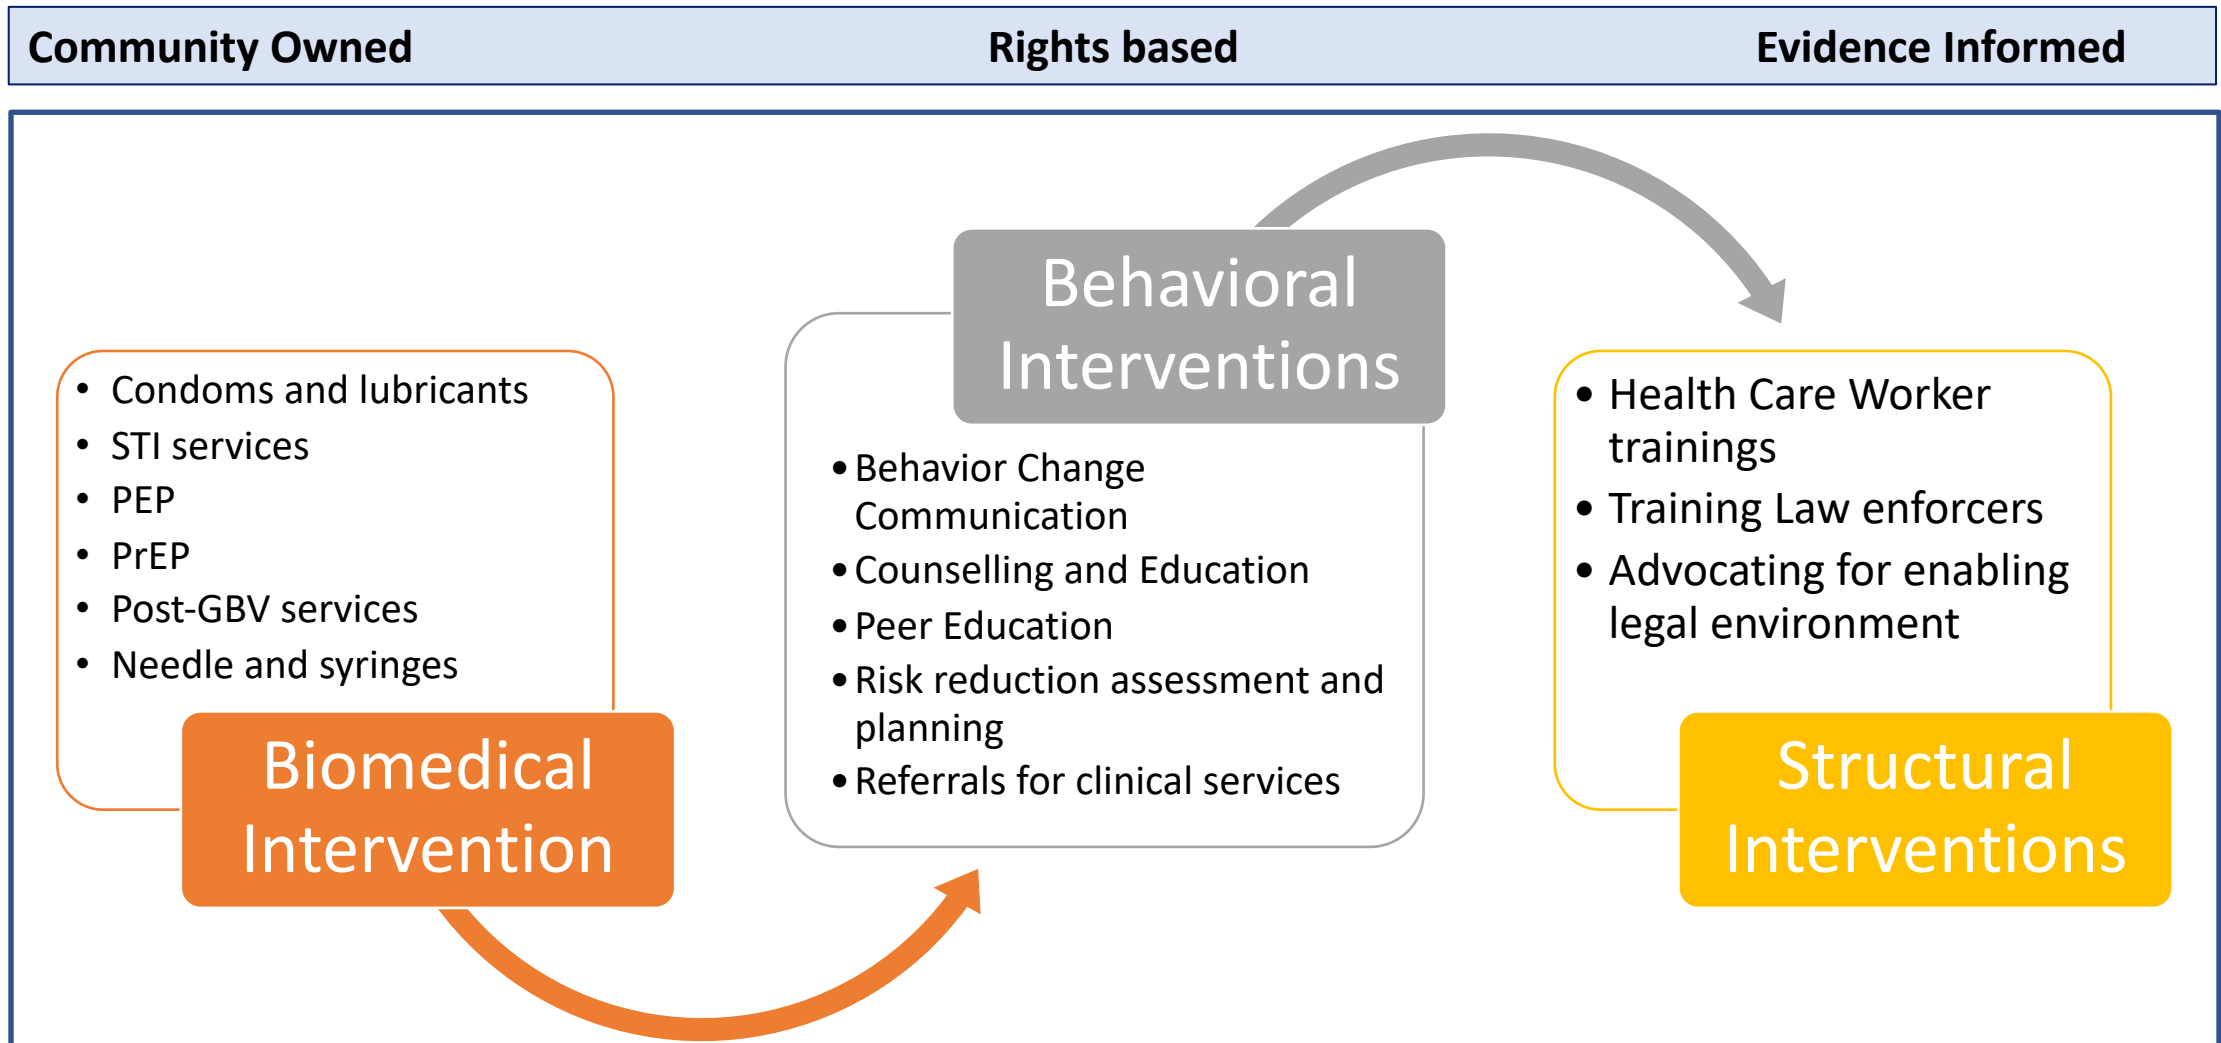 Community Owned Rights based Evidence Informed
• Condoms and lubricants
• STI services
• PEP
• PrEP
• Post-GBV services
• Needle and syringes
Biomedical
Intervention
Behavioral
Interventions
• Behavior Change
Communication
• Counselling and Education
• Peer Education
• Risk reduction assessment and
planning
• Referrals for clinical services
• Health Care Worker
trainings
• Training Law enforcers
• Advocating for enabling
legal environment
Structural
Interventions